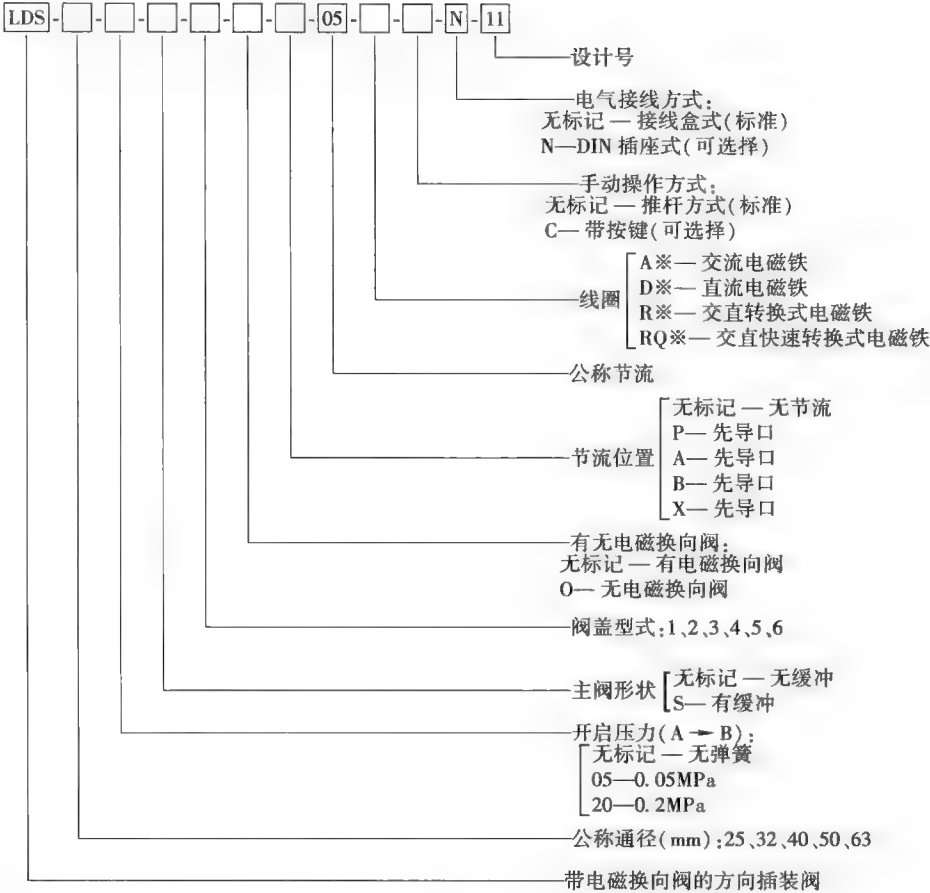 LDS-□-□-□-□-□-□-05-□-□-N-11
设计号
电气接线方式:
无标记 — 接线盒式(标准)
N—DIN 插座式(可选择)
手动操作方式:
无标记 — 推杆方式(标准)
C— 带按键(可选择)
线圈
A※— 交流电磁铁
D※— 直流电磁铁
R※— 交直转换式电磁铁
RQ※— 交直快速转换式电磁铁
公称节流
节流位置
无标记 — 无节流
P— 先导口
A— 先导口
B— 先导口
X— 先导口
有无电磁换向阀:
无标记 — 有电磁换向阀
O— 无电磁换向阀
阀盖型式:1、2、3、4、5、6
主阀形状
无标记 — 无缓冲
S— 有缓冲
开启压力(A → B):
无标记 — 无弹簧
05—0.05MPa
20—0.2MPa
公称通径(mm):25、32、40、50、63
带电磁换向阀的方向插装阀